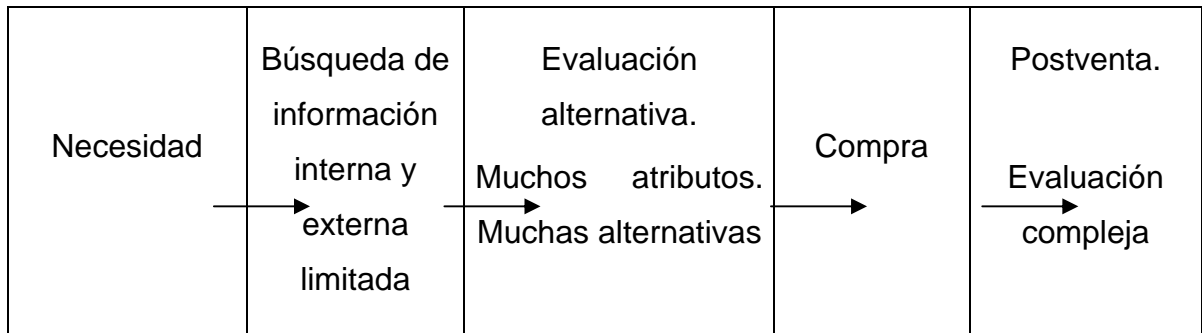 Necesidad
Búsqueda de
información
interna y
externa
limitada
Evaluación
alternativa.
Muchos atributos.
Muchas alternativas
Compra
Postventa.
Evaluación
compleja